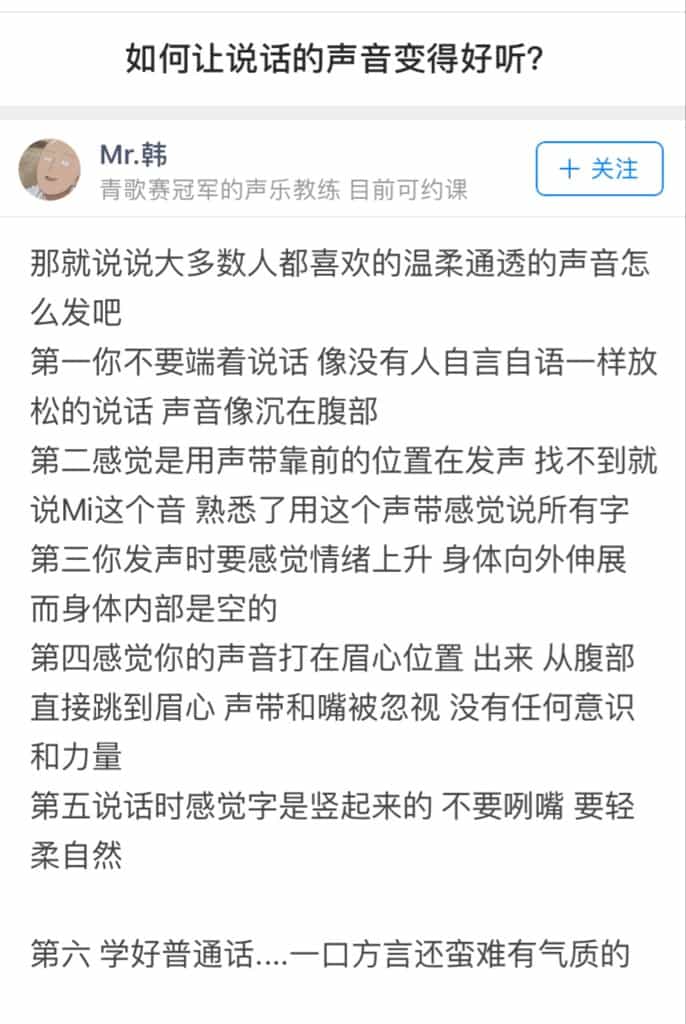 如何让说话的声音变得好听?
Mr.韩
青歌赛冠军的声乐教练 目前可约课
＋ 关注
那就说说大多数人都喜欢的温柔通透的声音怎
么发吧
第一你不要端着说话 像没有人自言自语一样放
松的说话 声音像沉在腹部
第二感觉是用声带靠前的位置在发声 找不到就
说Mi这个音 熟悉了用这个声带感觉说所有字
第三你发声时要感觉情绪上升 身体向外伸展
而身体内部是空的
第四感觉你的声音打在眉心位置 出来 从腹部
直接跳到眉心 声带和嘴被忽视 没有任何意识
和力量
第五说话时感觉字是竖起来的 不要咧嘴 要轻
柔自然
第六 学好普通话....一口方言还蛮难有气质的